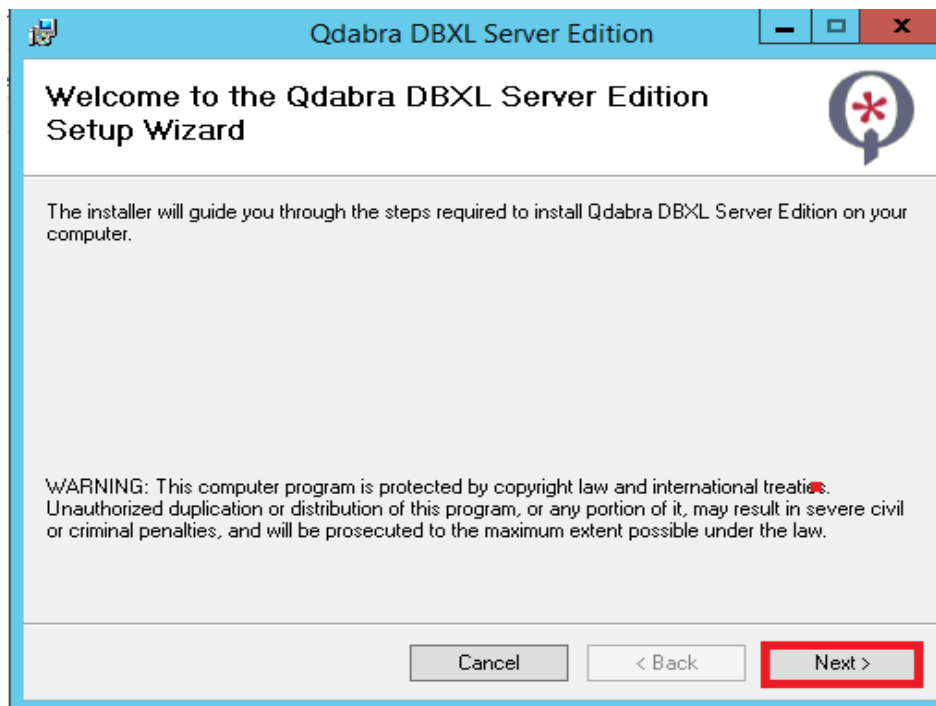 Qdabra DBXL Server Edition
Welcome to the Qdabra DBXL Server Edition
Setup Wizard
The installer will guide you through the steps required to install Qdabra DBXL Server Edition on your
computer.
WARNING: This computer program is protected by copyright law and international treaties.
Unauthorized duplication or distribution of this program, or any portion of it, may result in severe civil
or criminal penalties, and will be prosecuted to the maximum extent possible under the law.
Cancel < Back Next >